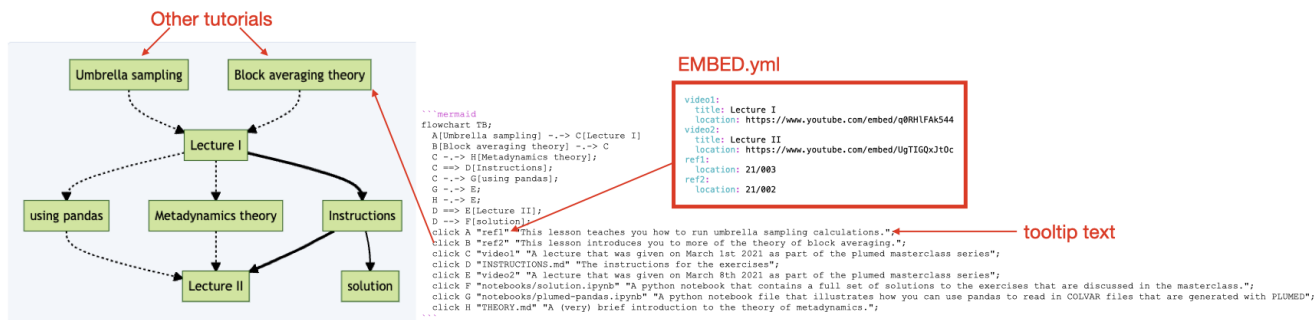 Other tutorials
Umbrella sampling
Block averaging theory
Lecture I
using pandas
Metadynamics theory
Instructions
Lecture II
solution
EMBED.yml
video1:
title: Lecture I
location: https://www.youtube.com/embed/q0RHlFAk544
video2:
title: Lecture II
location: https://www.youtube.com/embed/UgTIGQxJtOc
ref1:
location: 21/003
ref2:
location: 21/002
```mermaid
flowchart TB;
A[Umbrella sampling] -.-> C[Lecture I]
B[Block averaging theory] -.-> C
C -.-> H[Metadynamics theory];
C ==> D[Instructions];
C -.-> G[using pandas];
G -.-> E;
H -.-> E;
D ==> E[Lecture II];
D --> F[solution];
click A "ref1" "This lesson teaches you how to run umbrella sampling calculations.";
click B "ref2" "This lesson introduces you to more of the theory of block averaging.";
click C "video1" "A lecture that was given on March 1st 2021 as part of the plumed masterclass series";
click D "INSTRUCTIONS.md" "The instructions for the exercises";
click E "video2" "A lecture that was given on March 8th 2021 as part of the plumed masterclass series";
click F "notebooks/solution.ipynb" "A python notebook that contains a full set of solutions to the exercises that are discussed in the masterclass.";
click G "notebooks/plumed-pandas.ipynb" "A python notebook file that illustrates how you can use pandas to read in COLVAR files that are generated with PLUMED";
click H "THEORY.md" "A (very) brief introduction to the theory of metadynamics.";
```
tooltip text